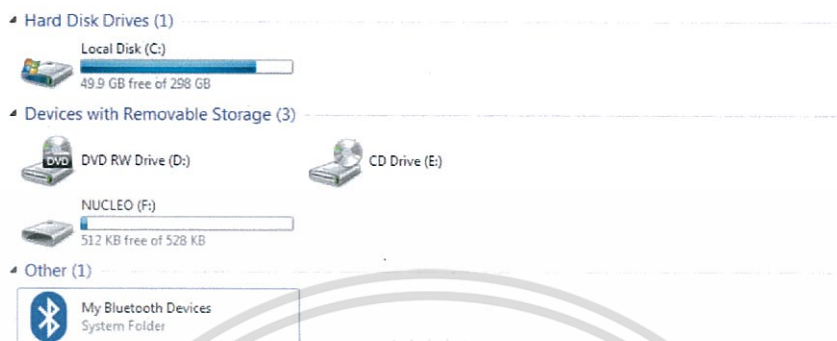 Hard Disk Drives (1)
Local Disk (C:)
49.9 GB free of 298 GB
Devices with Removable Storage (3)
DVD
DVD RW Drive (D:)
CD Drive (E:)
NUCLEO (F:)
512 KB free of 528 KB
Other (1)
My Bluetooth Devices
System Folder